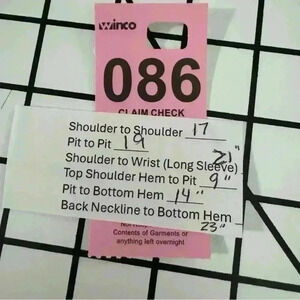 winco
086
CLAIM CHECK
Shoulder to Shoulder 17
Pit to Pit 19
Shoulder to Wrist (Long Sleeve) 21"
Top Shoulder Hem to Pit 9"
Pit to Bottom Hem 14"
Back Neckline to Bottom Hem
23"
Contents of Garments or
anything left overnight